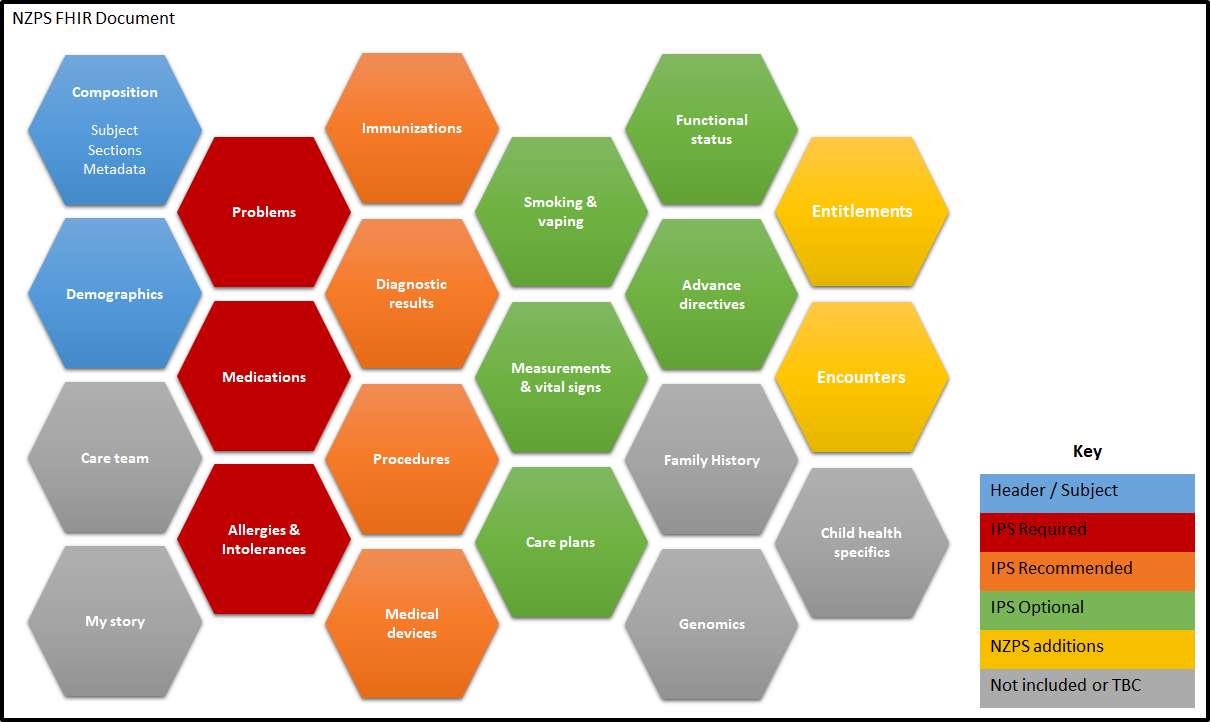 NZPS FHIR Document
Composition
Subject
Sections
Metadata
Demographics
Care team
My story
Problems
Medications
Allergies &
Intolerances
Immunizations
Diagnostic
results
Procedures
Medical
devices
Smoking &
vaping
Measurements
& vital signs
Care plans
Functional
status
Advance
directives
Family History
Genomics
Entitlements
Encounters
Child health
specifics
Key
Header / Subject
IPS Required
IPS Recommended
IPS Optional
NZPS additions
Not included or TBC